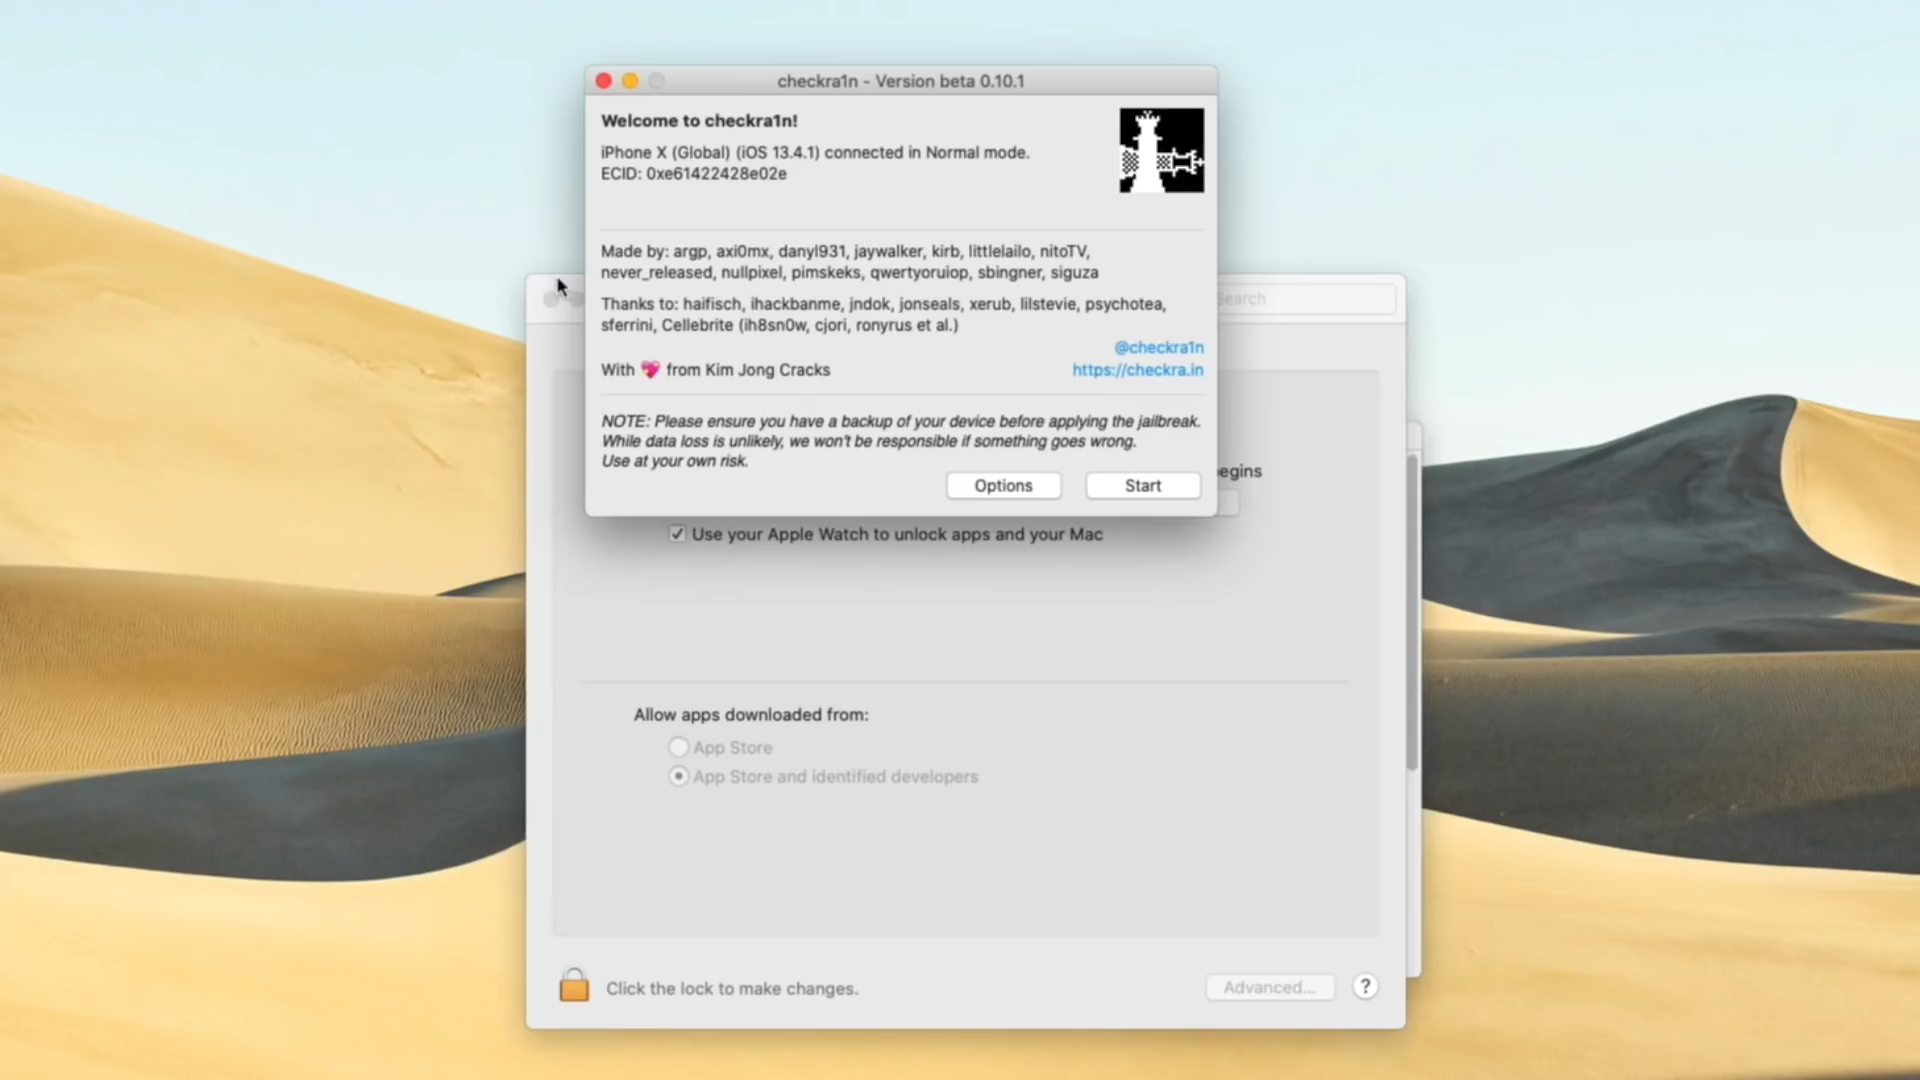 checkra1n - Version beta 0.10.1
Welcome to checkra1n!
iPhone X (Global) (iOS 13.4.1) connected in Normal mode.
ECID: 0xe61422428e02e
Made by: argp, axi0mx, danyl931, jaywalker, kirb, littlelailo, nitoTV,
never_released, nullpixel, pimskeks, qwertyoruiop, sbingner, siguza
Search
Thanks to: haifisch, ihackbanme, jndok, jonseals, xerub, lilstevie, psychotea,
sferrini, Cellebrite (ih8sn0w, cjori, ronyrus et al.)
@checkra1n
With 💘 from Kim Jong Cracks
https://checkra.in
NOTE: Please ensure you have a backup of your device before applying the jailbreak.
While data loss is unlikely, we won't be responsible if something goes wrong.
Use at your own risk.
egins
Options
Start
Use your Apple Watch to unlock apps and your Mac
Allow apps downloaded from:
App Store
App Store and identified developers
Click the lock to make changes.
Advanced...
?